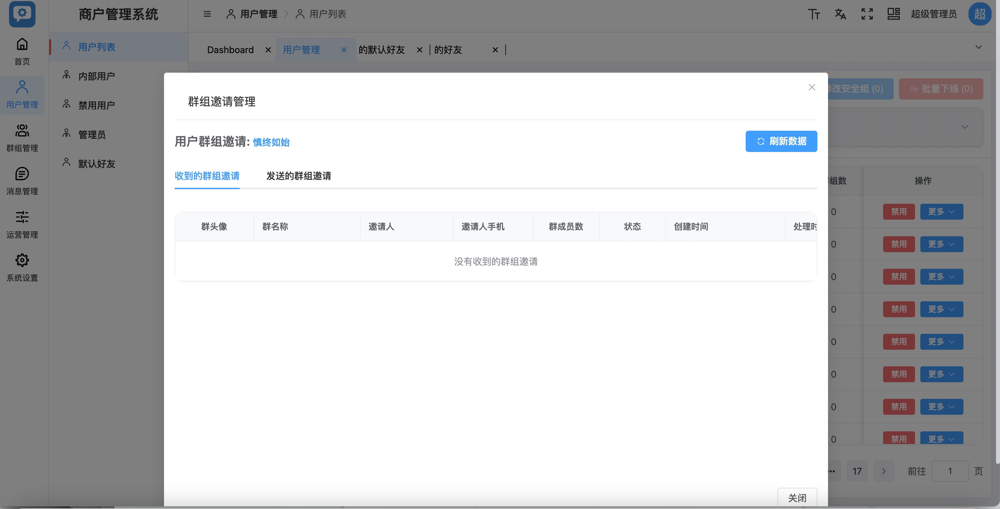 商户管理系统
用户管理
用户列表
超级管理员
超
首页
用户管理
群组管理
消息管理
运营管理
系统设置
用户列表
内部用户
禁用用户
管理员
默认好友
Dashboard
用户管理
的默认好友
的好友
改安全组 (0)
批量下线 (0)
群组邀请管理
用户群组邀请: 慎终如始
刷新数据
收到的群组邀请
发送的群组邀请
群头像
群名称
邀请人
邀请人手机
群成员数
状态
创建时间
处理时
没有收到的群组邀请
组数
操作
0 禁用 更多
0 禁用 更多
0 禁用 更多
0 禁用 更多
0 禁用 更多
0 禁用 更多
0 禁用 更多
0 禁用 更多
17
前往 1 页
关闭